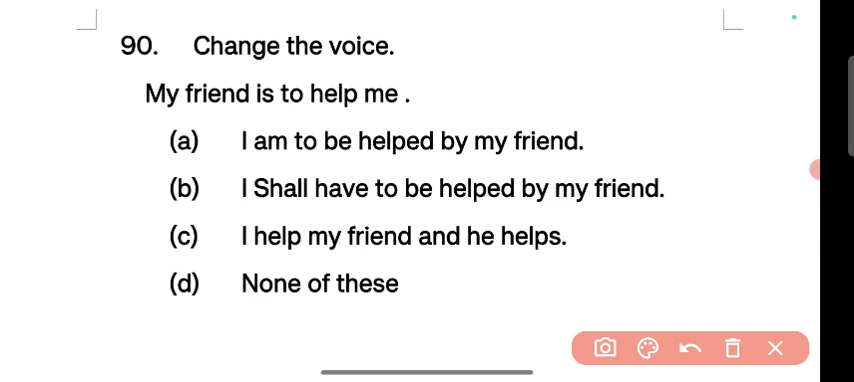 90. Change the voice.
My friend is to help me .
(a) I am to be helped by my friend.
(b) I Shall have to be helped by my friend.
(c) I help my friend and he helps.
(d) None of these